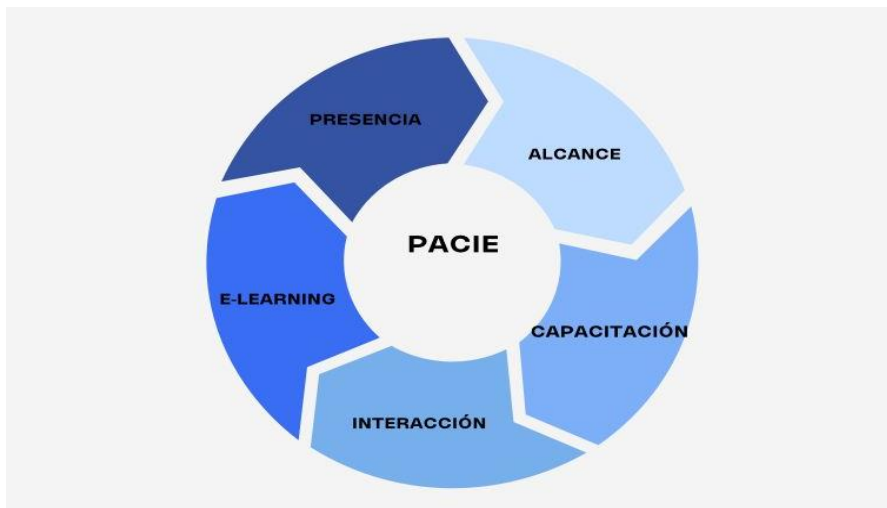 PRESENCIA
ALCANCE
PACIE
E-LEARNING
CAPACITACIÓN
INTERACCIÓN